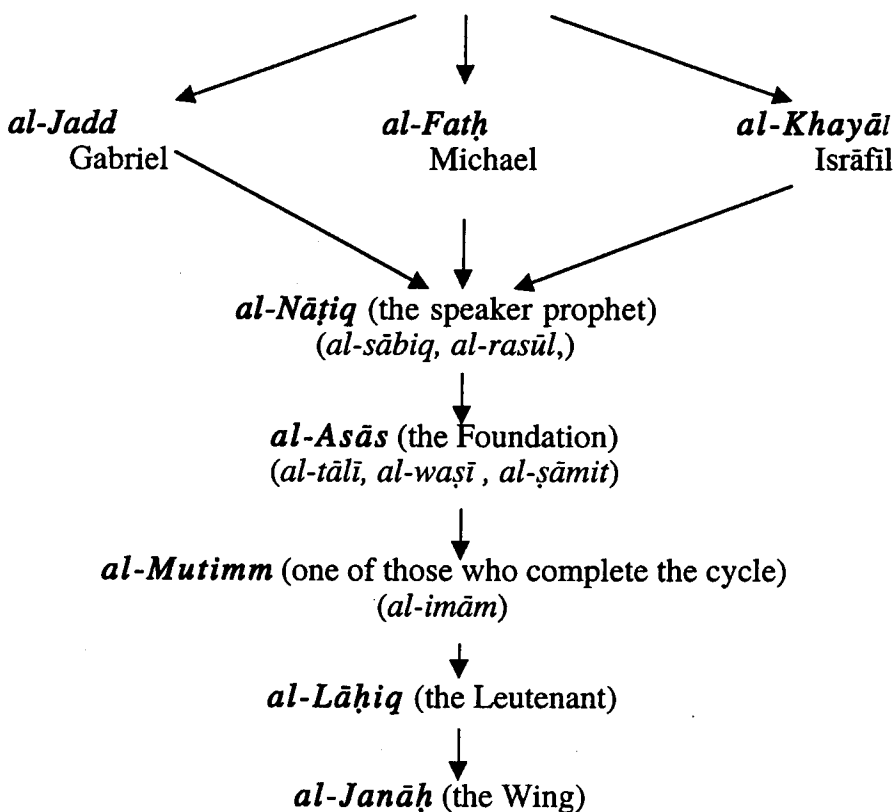 al-Jadd al-Fatḥ al-Khayāl
Gabriel Michael Isrāfīl
al-Nāṭiq (the speaker prophet)
(al-sābiq, al-rasūl,)
al-Asās (the Foundation)
(al-tālī, al-waṣī , al-ṣāmit)
al-Mutimm (one of those who complete the cycle)
(al-imām)
al-Lāḥiq (the Leutenant)
al-Janāḥ (the Wing)